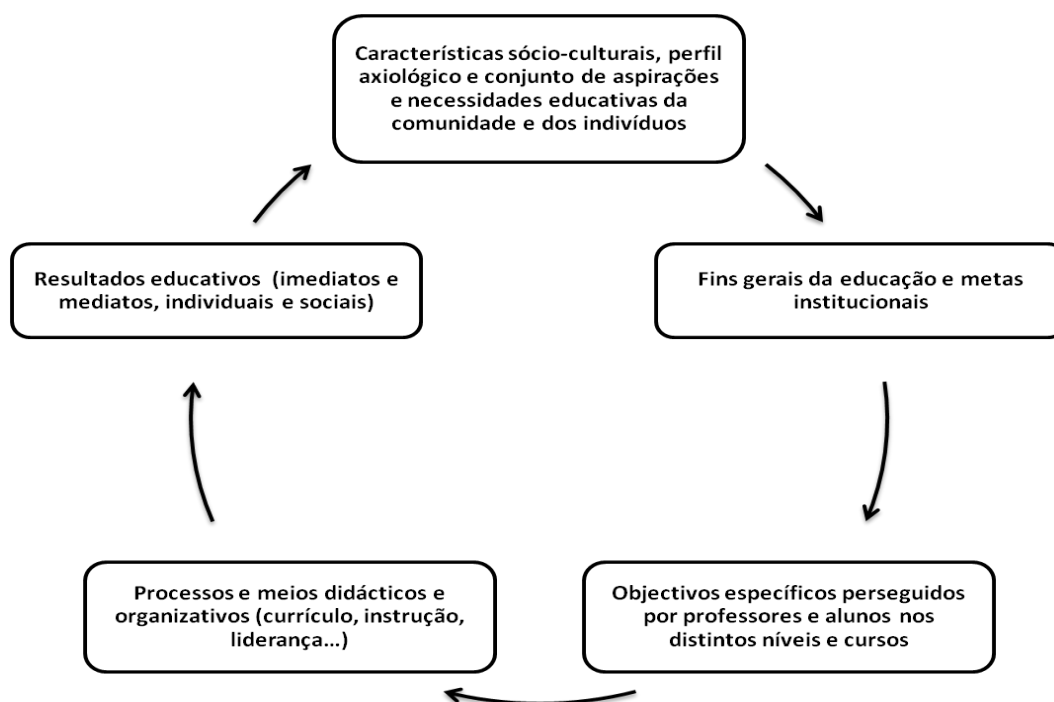 Características sócio-culturais, perfil
axiológico e conjunto de aspirações
e necessidades educativas da
comunidade e dos indivíduos
Fins gerais da educação e metas
institucionais
Objectivos específicos perseguidos
por professores e alunos nos
distintos níveis e cursos
Processos e meios didácticos e
organizativos (currículo, instrução,
liderança...)
Resultados educativos (imediatos e
mediatos, individuais e sociais)